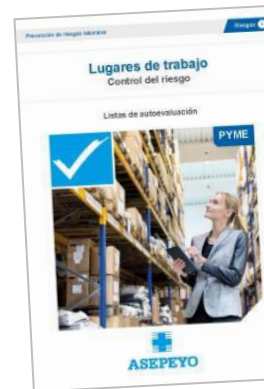 Prevención de riesgos laborales
Riesgos
Lugares de trabajo
Control del riesgo
Listas de autoevaluación
PYME
ASEPEYO